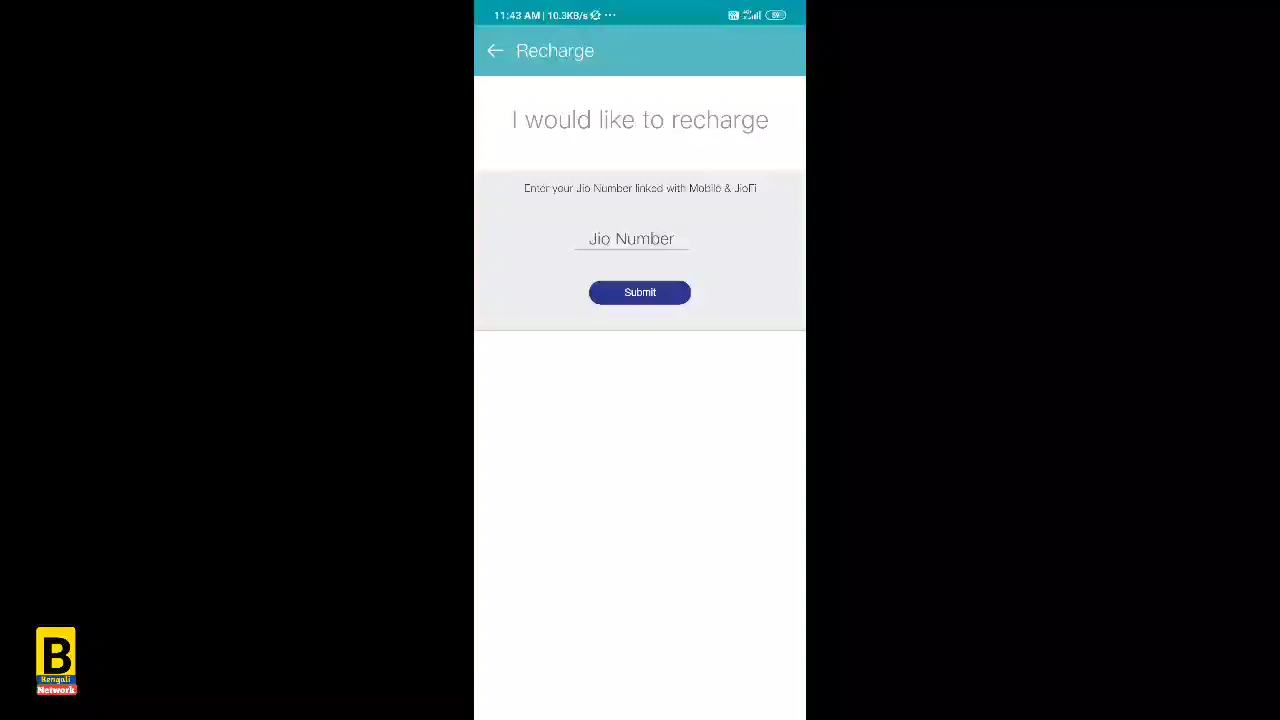 11:43 AM | 10.3KB/s
Recharge
I would like to recharge
Enter your Jio Number linked with Mobile & JioFi
Jio Number
Submit
B
Bengali
Network